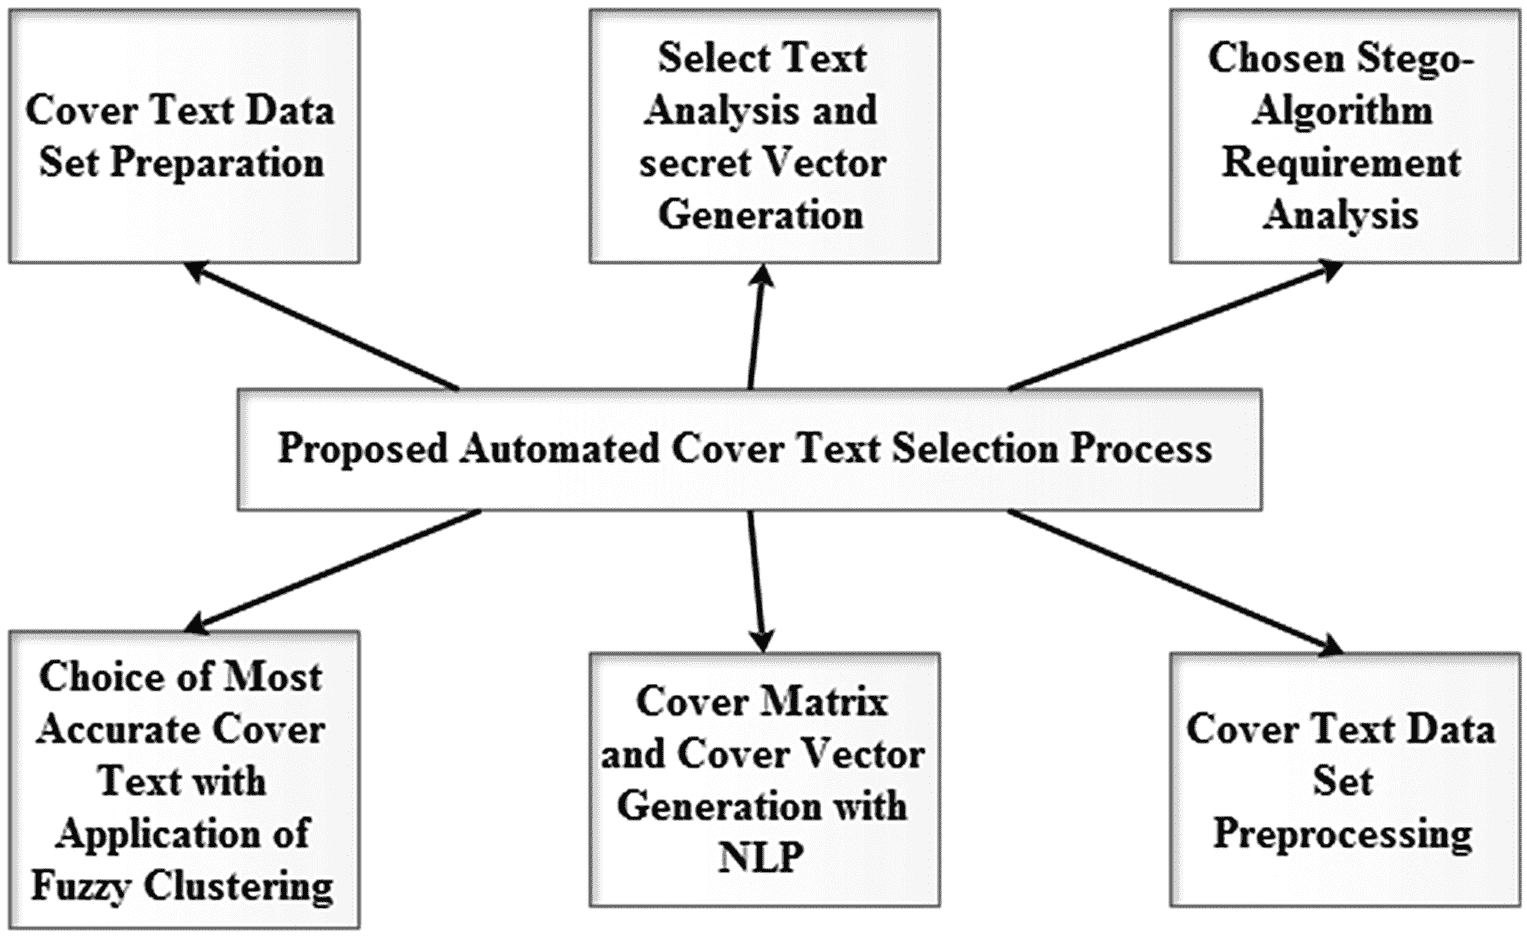 Cover Text Data
Set Preparation
Select Text
Analysis and
secret Vector
Generation
Chosen Stego-
Algorithm
Requirement
Analysis
Proposed Automated Cover Text Selection Process
Choice of Most
Accurate Cover
Text with
Application of
Fuzzy Clustering
Cover Matrix
and Cover Vector
Generation with
NLP
Cover Text Data
Set
Preprocessing